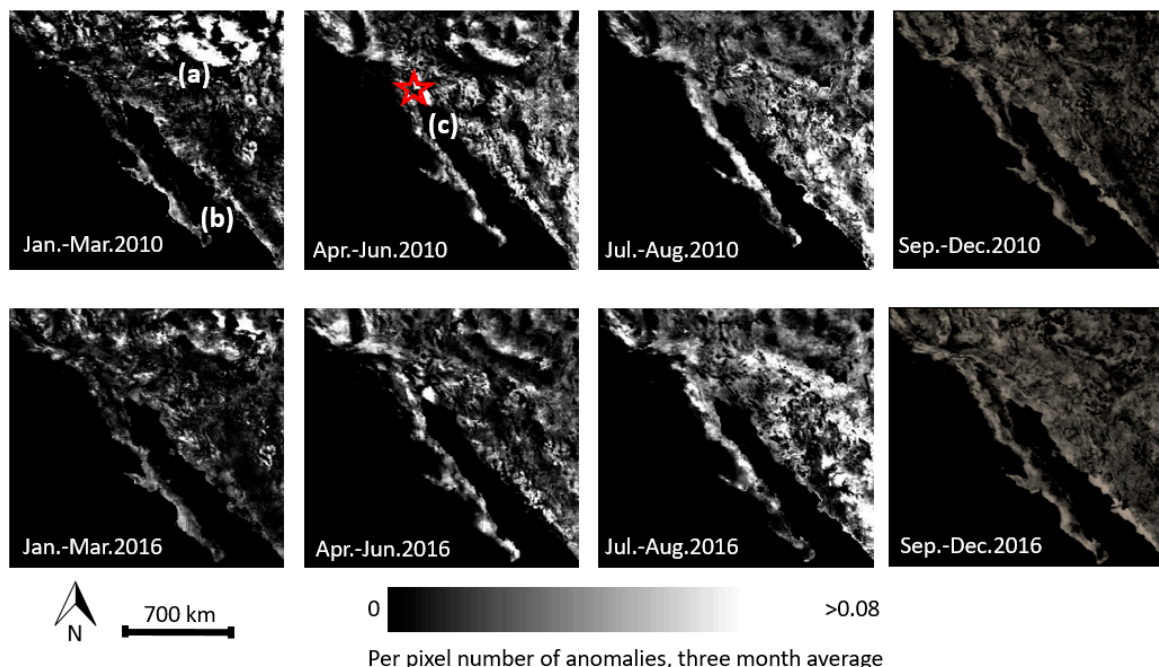 (a)
(b)
(c)
Jan.-Mar.2010
Apr.-Jun.2010
Jul.-Aug.2010
Sep.-Dec.2010
Jan.-Mar.2016
Apr.-Jun.2016
Jul.-Aug.2016
Sep.-Dec.2016
N
700 km
0
>0.08
Per pixel number of anomalies, three month average